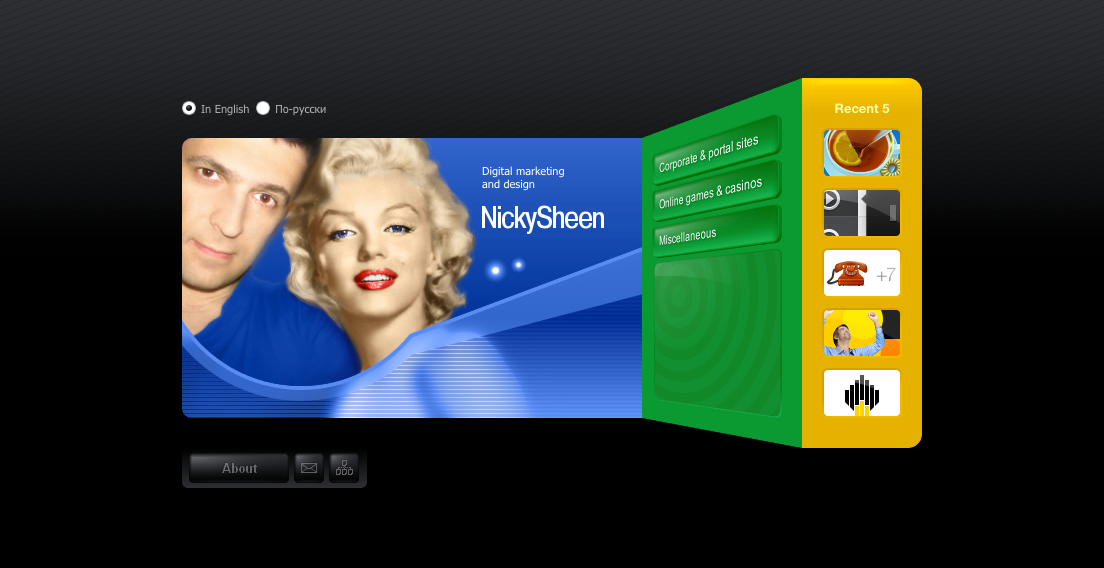 In English
По-русски
Digital marketing
and design
NickySheen
Corporate & portal sites
Online games & casinos
Miscellaneous
Recent 5
+7
About